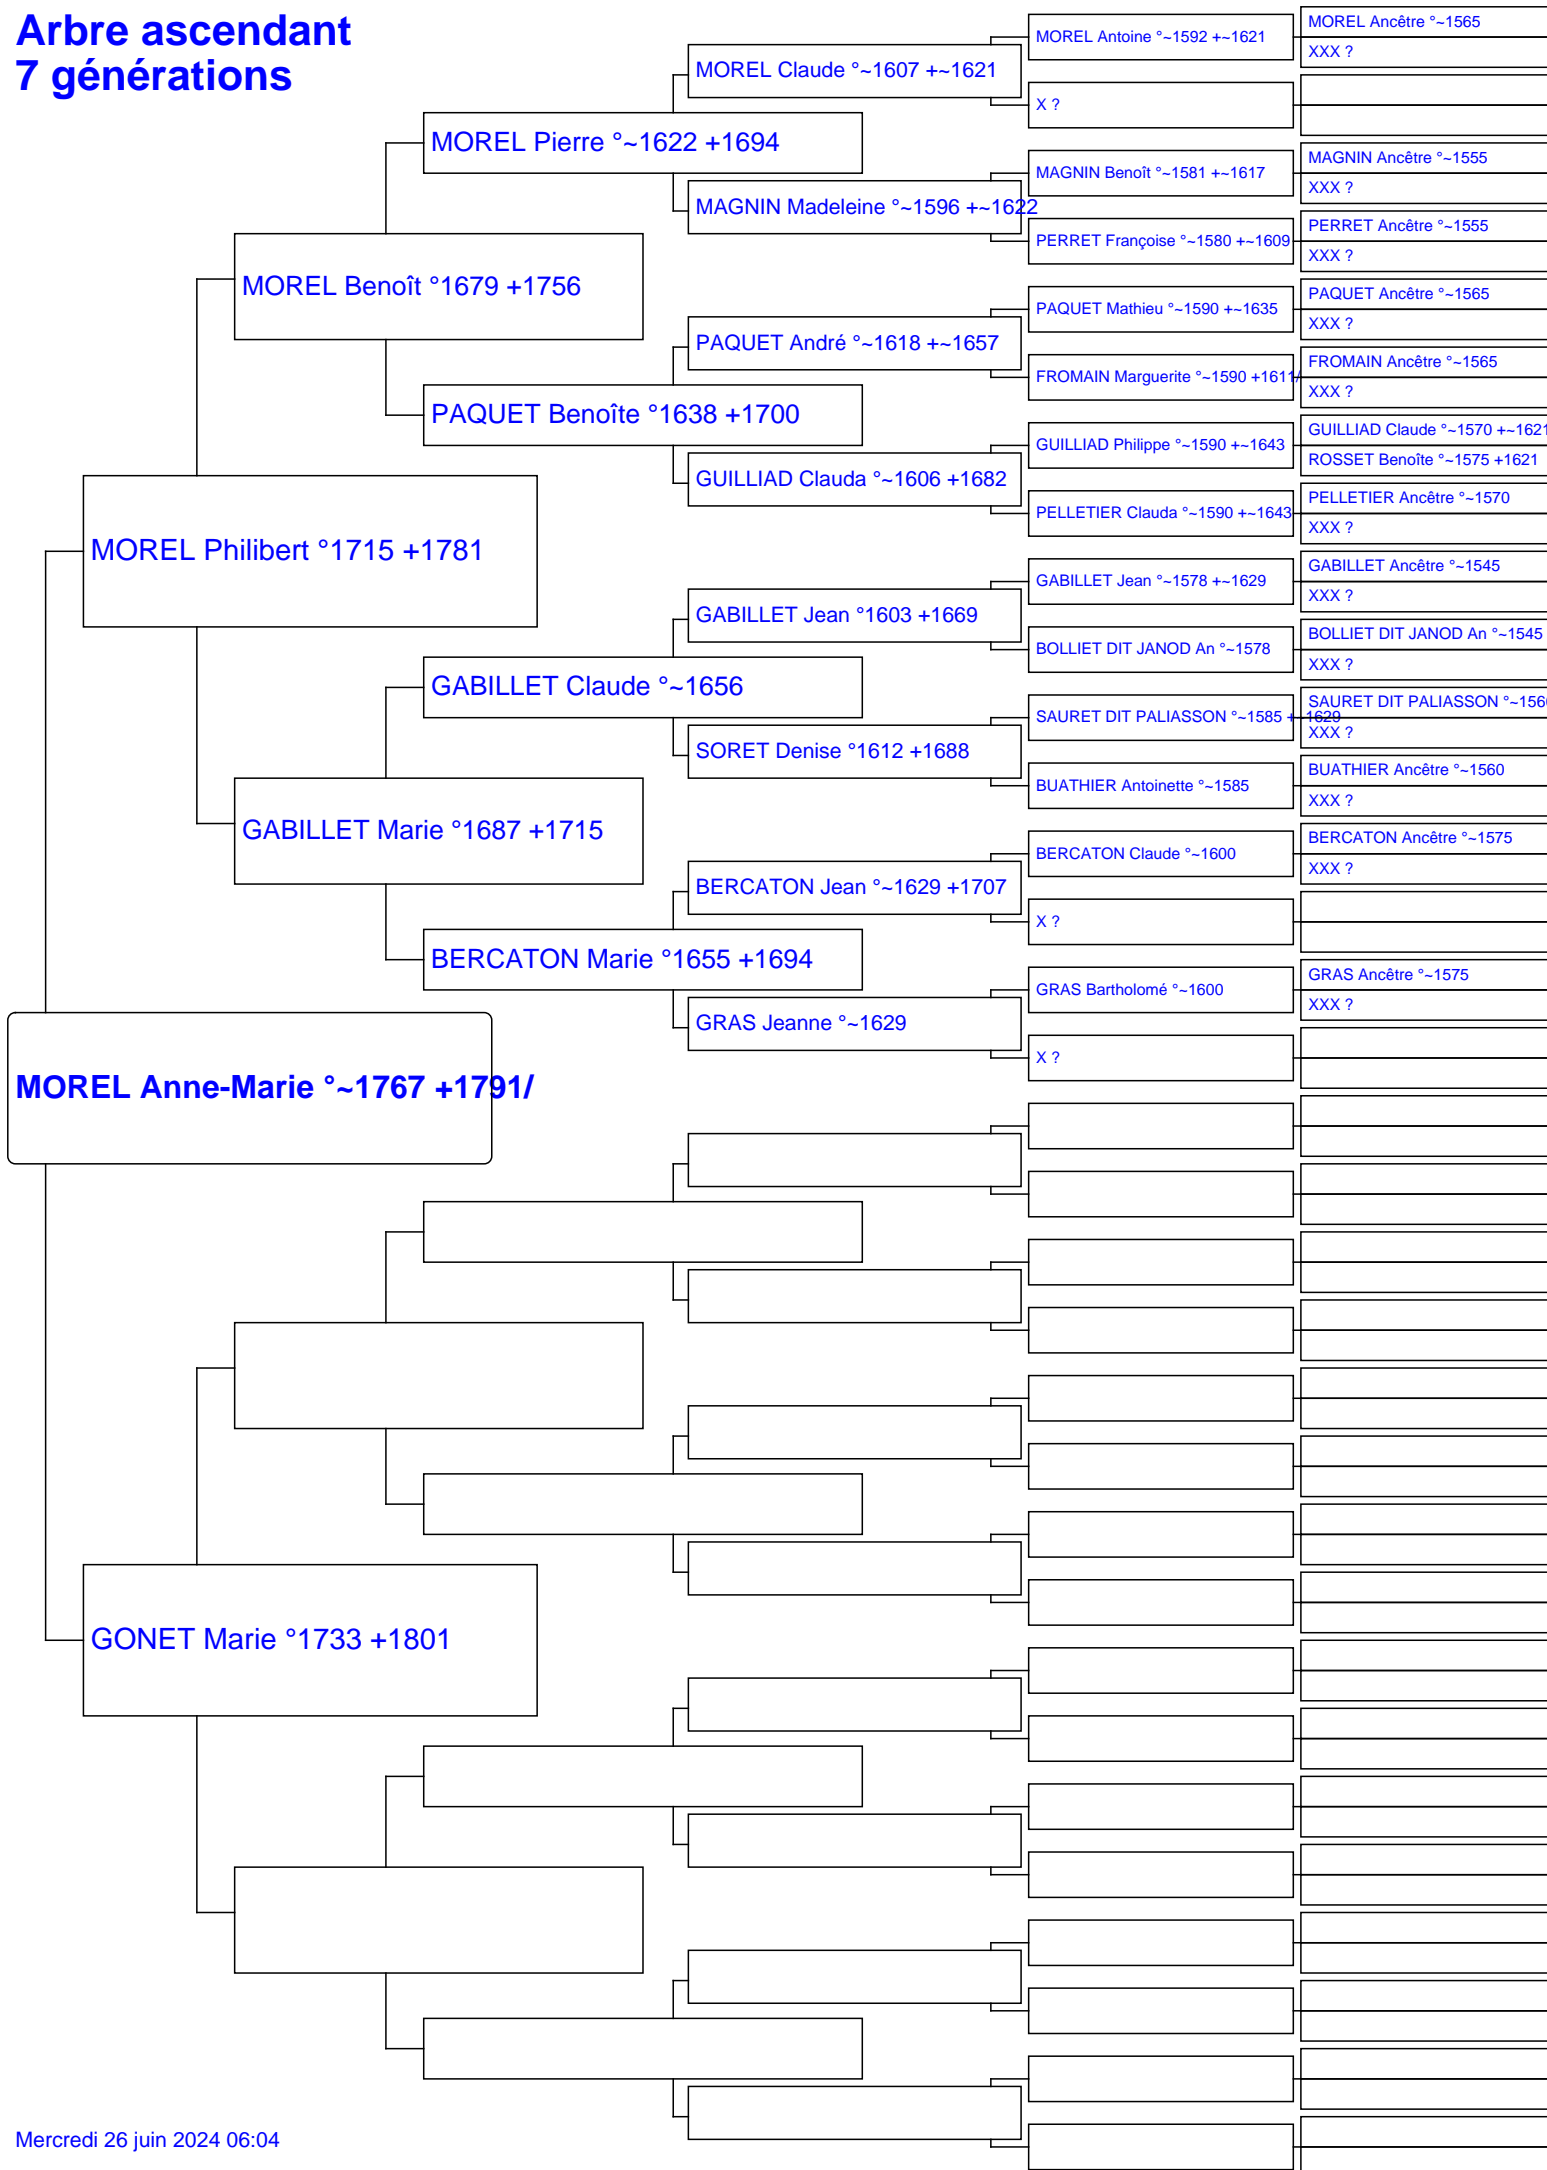 Arbre ascendant
7 générations
MOREL Anne-Marie °~1767 +1791/
MOREL Philibert °1715 +1781
GONET Marie °1733 +1801
MOREL Benoît °1679 +1756
GABILLET Marie °1687 +1715
MOREL Pierre °~1622 +1694
PAQUET Benoîte °1638 +1700
GABILLET Claude °~1656
BERCATON Marie °1655 +1694
MOREL Claude °~1607 +~1621
MAGNIN Madeleine °~1596 +~1622
PAQUET André °~1618 +~1657
GUILLIAD Clauda °~1606 +1682
GABILLET Jean °1603 +1669
SORET Denise °1612 +1688
BERCATON Jean °~1629 +1707
GRAS Jeanne °~1629
MOREL Antoine °~1592 +~1621
X ?
MAGNIN Benoît °~1581 +~1617
PERRET Françoise °~1580 +~1609
PAQUET Mathieu °~1590 +~1635
FROMAIN Marguerite °~1590 +1611/
GUILLIAD Philippe °~1590 +~1643
PELLETIER Clauda °~1590 +~1643
GABILLET Jean °~1578 +~1629
BOLLIET DIT JANOD An °~1578
SAURET DIT PALIASSON °~1585 +~1629
BUATHIER Antoinette °~1585
BERCATON Claude °~1600
X ?
GRAS Bartholomé °~1600
X ?
MOREL Ancêtre °~1565
XXX ?
MAGNIN Ancêtre °~1555
XXX ?
PERRET Ancêtre °~1555
XXX ?
PAQUET Ancêtre °~1565
XXX ?
FROMAIN Ancêtre °~1565
XXX ?
GUILLIAD Claude °~1570 +~1621
ROSSET Benoîte °~1575 +1621
PELLETIER Ancêtre °~1570
XXX ?
GABILLET Ancêtre °~1545
XXX ?
BOLLIET DIT JANOD An °~1545
XXX ?
SAURET DIT PALIASSON °~1560
XXX ?
BUATHIER Ancêtre °~1560
XXX ?
BERCATON Ancêtre °~1575
XXX ?
GRAS Ancêtre °~1575
XXX ?
Mercredi 26 juin 2024 06:04